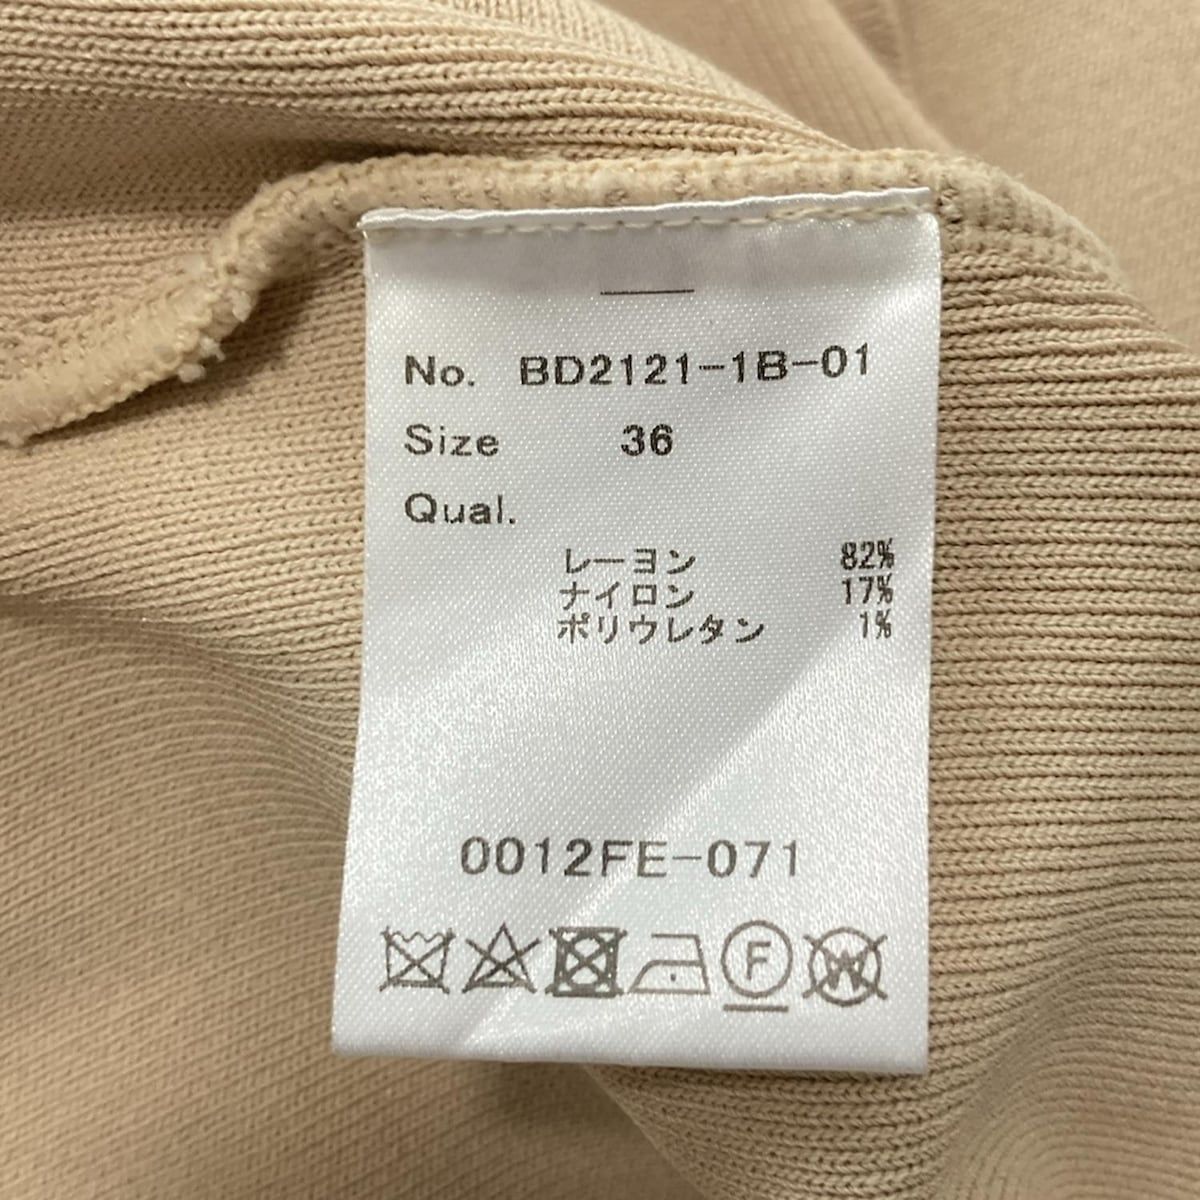 No. BD2121-1B-01
Size 36
Qual.
レーヨン 82%
ナイロン 17%
ポリウレタン 1%
0012FE-071
F W